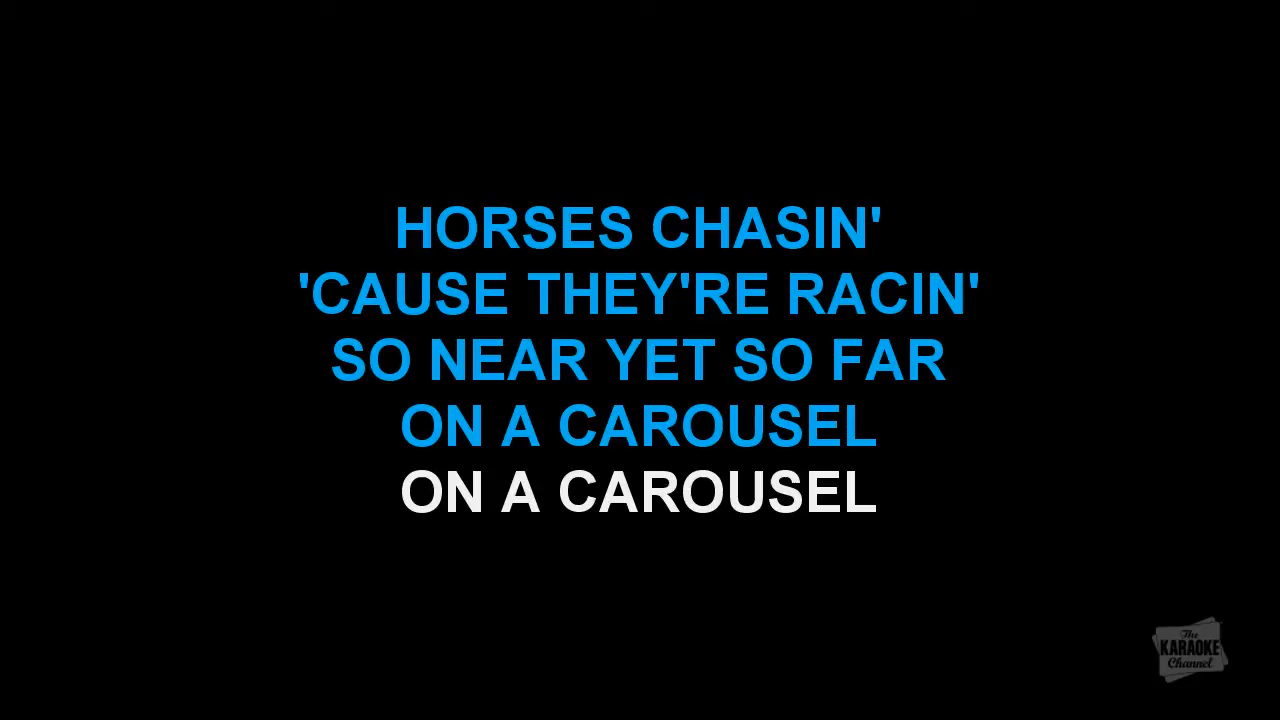 HORSES CHASIN'
'CAUSE THEY'RE RACIN'
SO NEAR YET SO FAR
ON A CAROUSEL
ON A CAROUSEL
The
KARAOKE
Channel